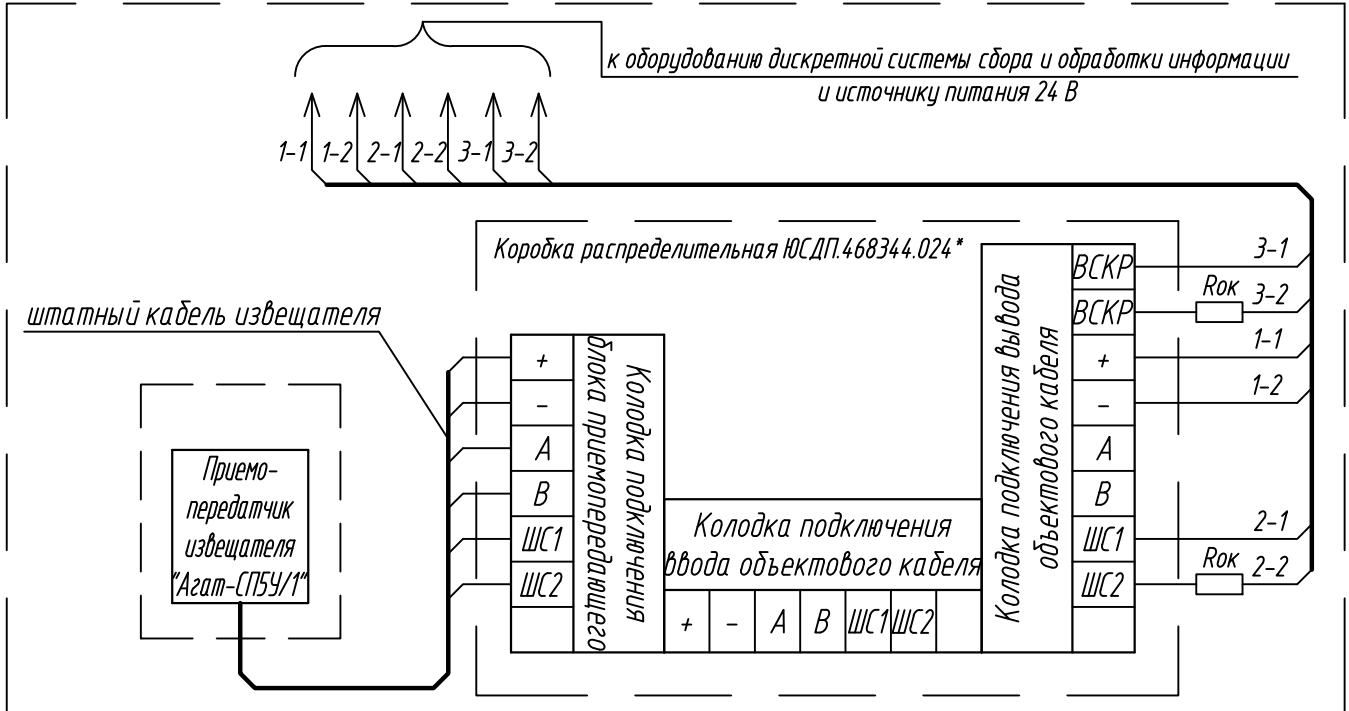 к оборудованию дискретной системы сбора и обработки информации
и источнику питания 24 В
1-1 1-2 2-1 2-2 3-1 3-2
Коробка распределительная ЮСДП.468344.024*
штатный кабель извещателя
Приемо-
передатчик
извещателя
"Агат-СП5У/1"
+
-
А
В
ШС1
ШС2
Колодка подключения
блока приемопередающего
Колодка подключения
ввода объектового кабеля
+ - А В ШС1 ШС2
Колодка подключения вывода
объектового кабеля
ВСКР
ВСКР
+
-
А
В
ШС1
ШС2
3-1
Rок 3-2
1-1
1-2
2-1
Rок 2-2